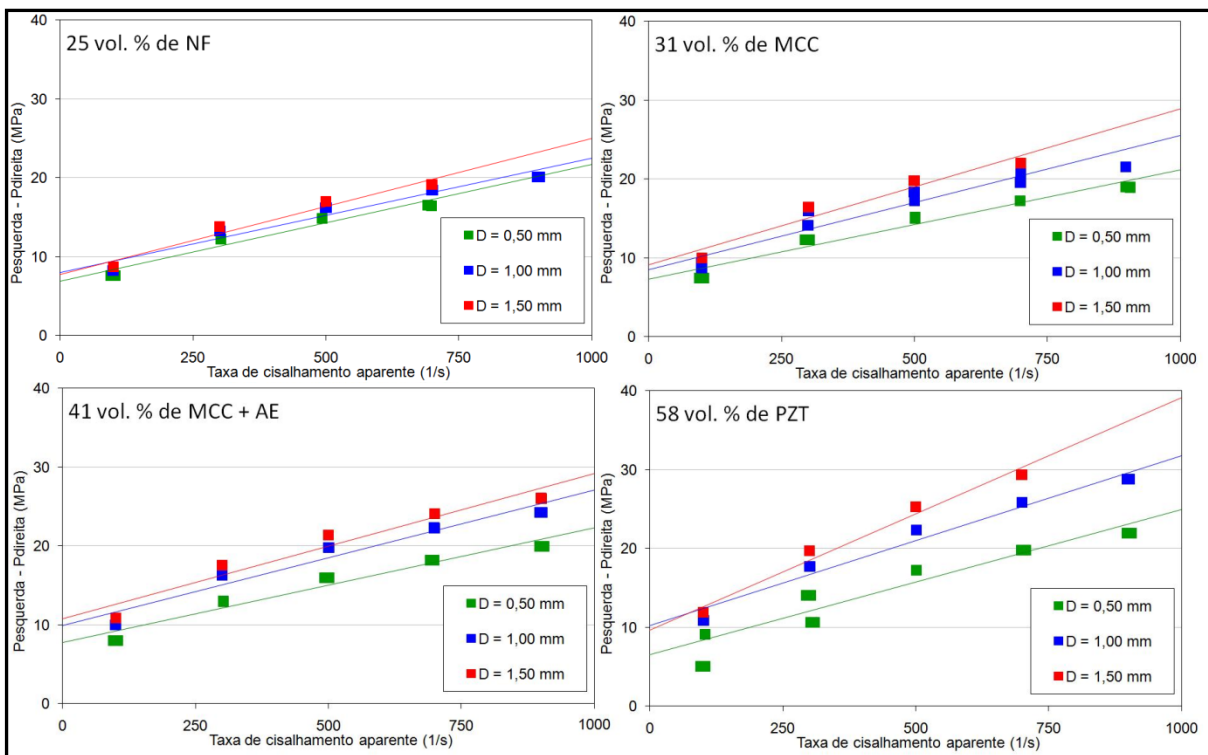 25 vol. % de NF
Pesquerda - Pdireita (MPa)
40
30
20
10
0
0 250 500 750 1000
Taxa de cisalhamento aparente (1/s)
D = 0,50 mm
D = 1,00 mm
D = 1,50 mm
31 vol. % de MCC
Pesquerda - Pdireita (MPa)
40
30
20
10
0
0 250 500 750 1000
Taxa de cisalhamento aparente (1/s)
D = 0,50 mm
D = 1,00 mm
D = 1,50 mm
41 vol. % de MCC + AE
Pesquerda - Pdireita (MPa)
40
30
20
10
0
0 250 500 750 1000
Taxa de cisalhamento aparente (1/s)
D = 0,50 mm
D = 1,00 mm
D = 1,50 mm
58 vol. % de PZT
Pesquerda - Pdireita (MPa)
40
30
20
10
0
0 250 500 750 1000
Taxa de cisalhamento aparente (1/s)
D = 0,50 mm
D = 1,00 mm
D = 1,50 mm